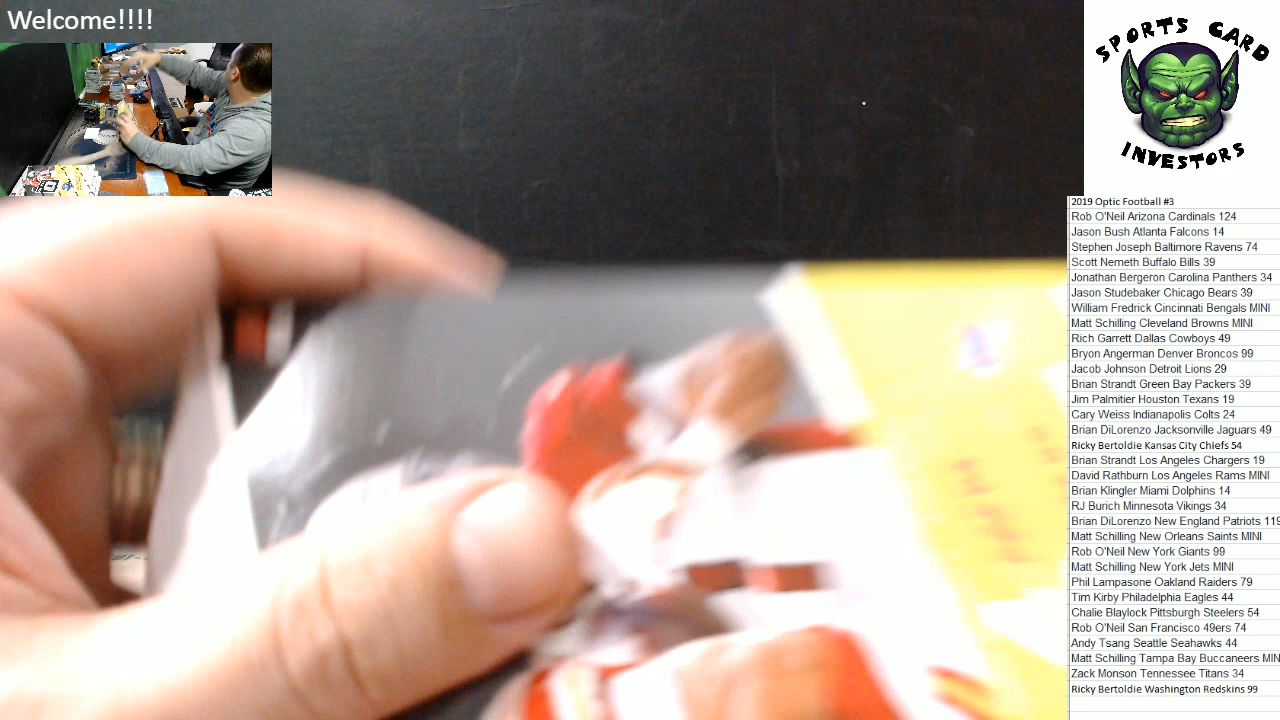 Welcome!!!!
SPORTS CARD
INVESTORS
2019 Optic Football #3
Rob O'Neil Arizona Cardinals 124
Jason Bush Atlanta Falcons 14
Stephen Joseph Baltimore Ravens 74
Scott Nemeth Buffalo Bills 39
Jonathan Bergeron Carolina Panthers 34
Jason Studebaker Chicago Bears 39
William Fredrick Cincinnati Bengals MINI
Matt Schilling Cleveland Browns MINI
Rich Garrett Dallas Cowboys 49
Bryon Angerman Denver Broncos 99
Jacob Johnson Detroit Lions 29
Brian Strandt Green Bay Packers 39
Jim Palmitier Houston Texans 19
Cary Weiss Indianapolis Colts 24
Brian DiLorenzo Jacksonville Jaguars 49
Ricky Bertoldie Kansas City Chiefs 54
Brian Strandt Los Angeles Chargers 19
David Rathburn Los Angeles Rams MINI
Brian Klingler Miami Dolphins 14
RJ Burich Minnesota Vikings 34
Brian DiLorenzo New England Patriots 119
Matt Schilling New Orleans Saints MINI
Rob O'Neil New York Giants 99
Matt Schilling New York Jets MINI
Phil Lampasone Oakland Raiders 79
Tim Kirby Philadelphia Eagles 44
Chalie Blaylock Pittsburgh Steelers 54
Rob O'Neil San Francisco 49ers 74
Andy Tsang Seattle Seahawks 44
Matt Schilling Tampa Bay Buccaneers MIN
Zack Monson Tennessee Titans 34
Ricky Bertoldie Washington Redskins 99